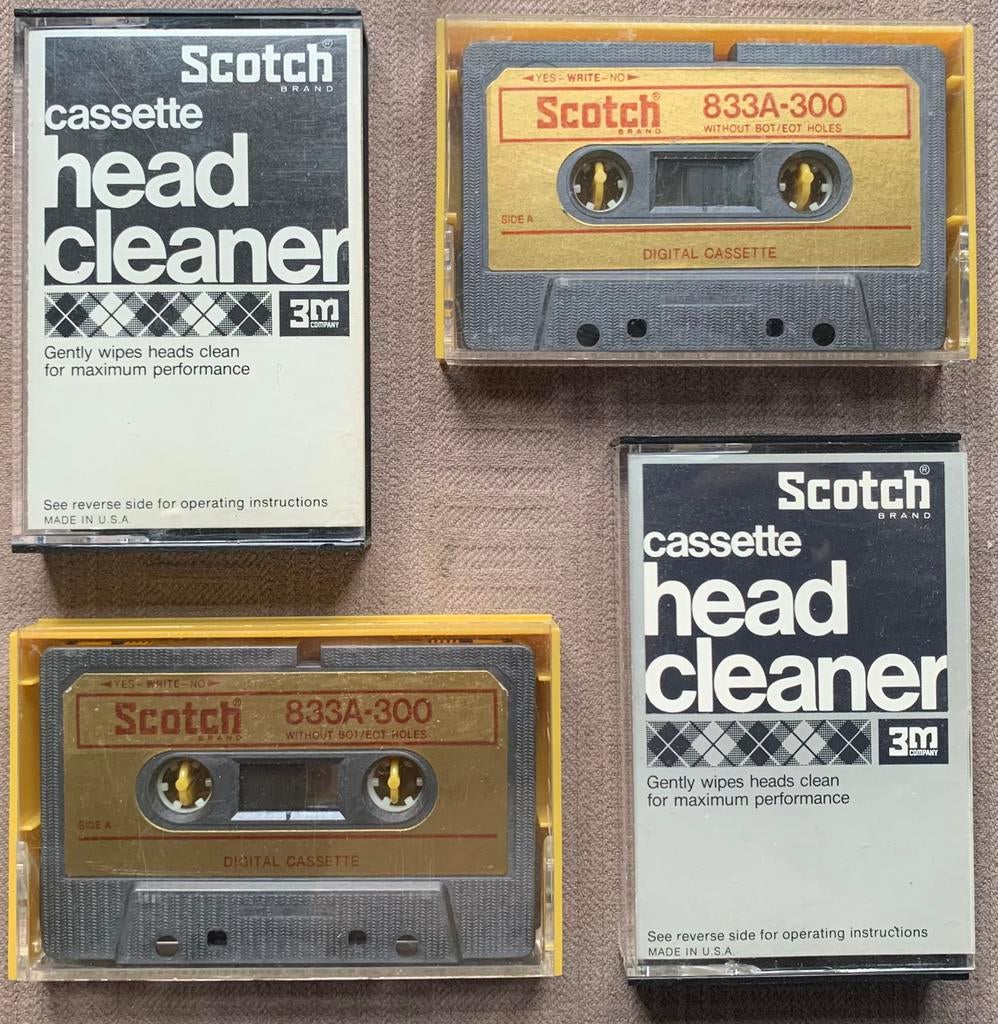 Scotch®
BRAND
cassette
head
cleaner
3M
COMPANY
Gently wipes heads clean
for maximum performance
See reverse side for operating instructions
MADE IN U.S.A.
◄YES – WRITE – NO►
Scotch® 833A-300
BRAND WITHOUT BOT/EOT HOLES
SIDE A
DIGITAL CASSETTE
◄YES – WRITE – NO►
Scotch® 833A-300
BRAND WITHOUT BOT/EOT HOLES
SIDE A
DIGITAL CASSETTE
Scotch®
BRAND
cassette
head
cleaner
3M
COMPANY
Gently wipes heads clean
for maximum performance
See reverse side for operating instructions
MADE IN U.S.A.